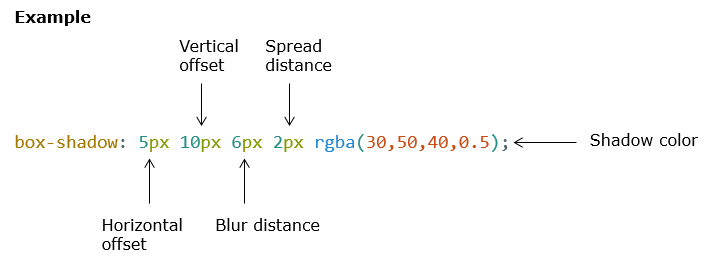 Example
Vertical
offset
Spread
distance
box-shadow: 5px 10px 6px 2px rgba(30,50,40,0.5);
Shadow color
Horizontal
offset
Blur distance